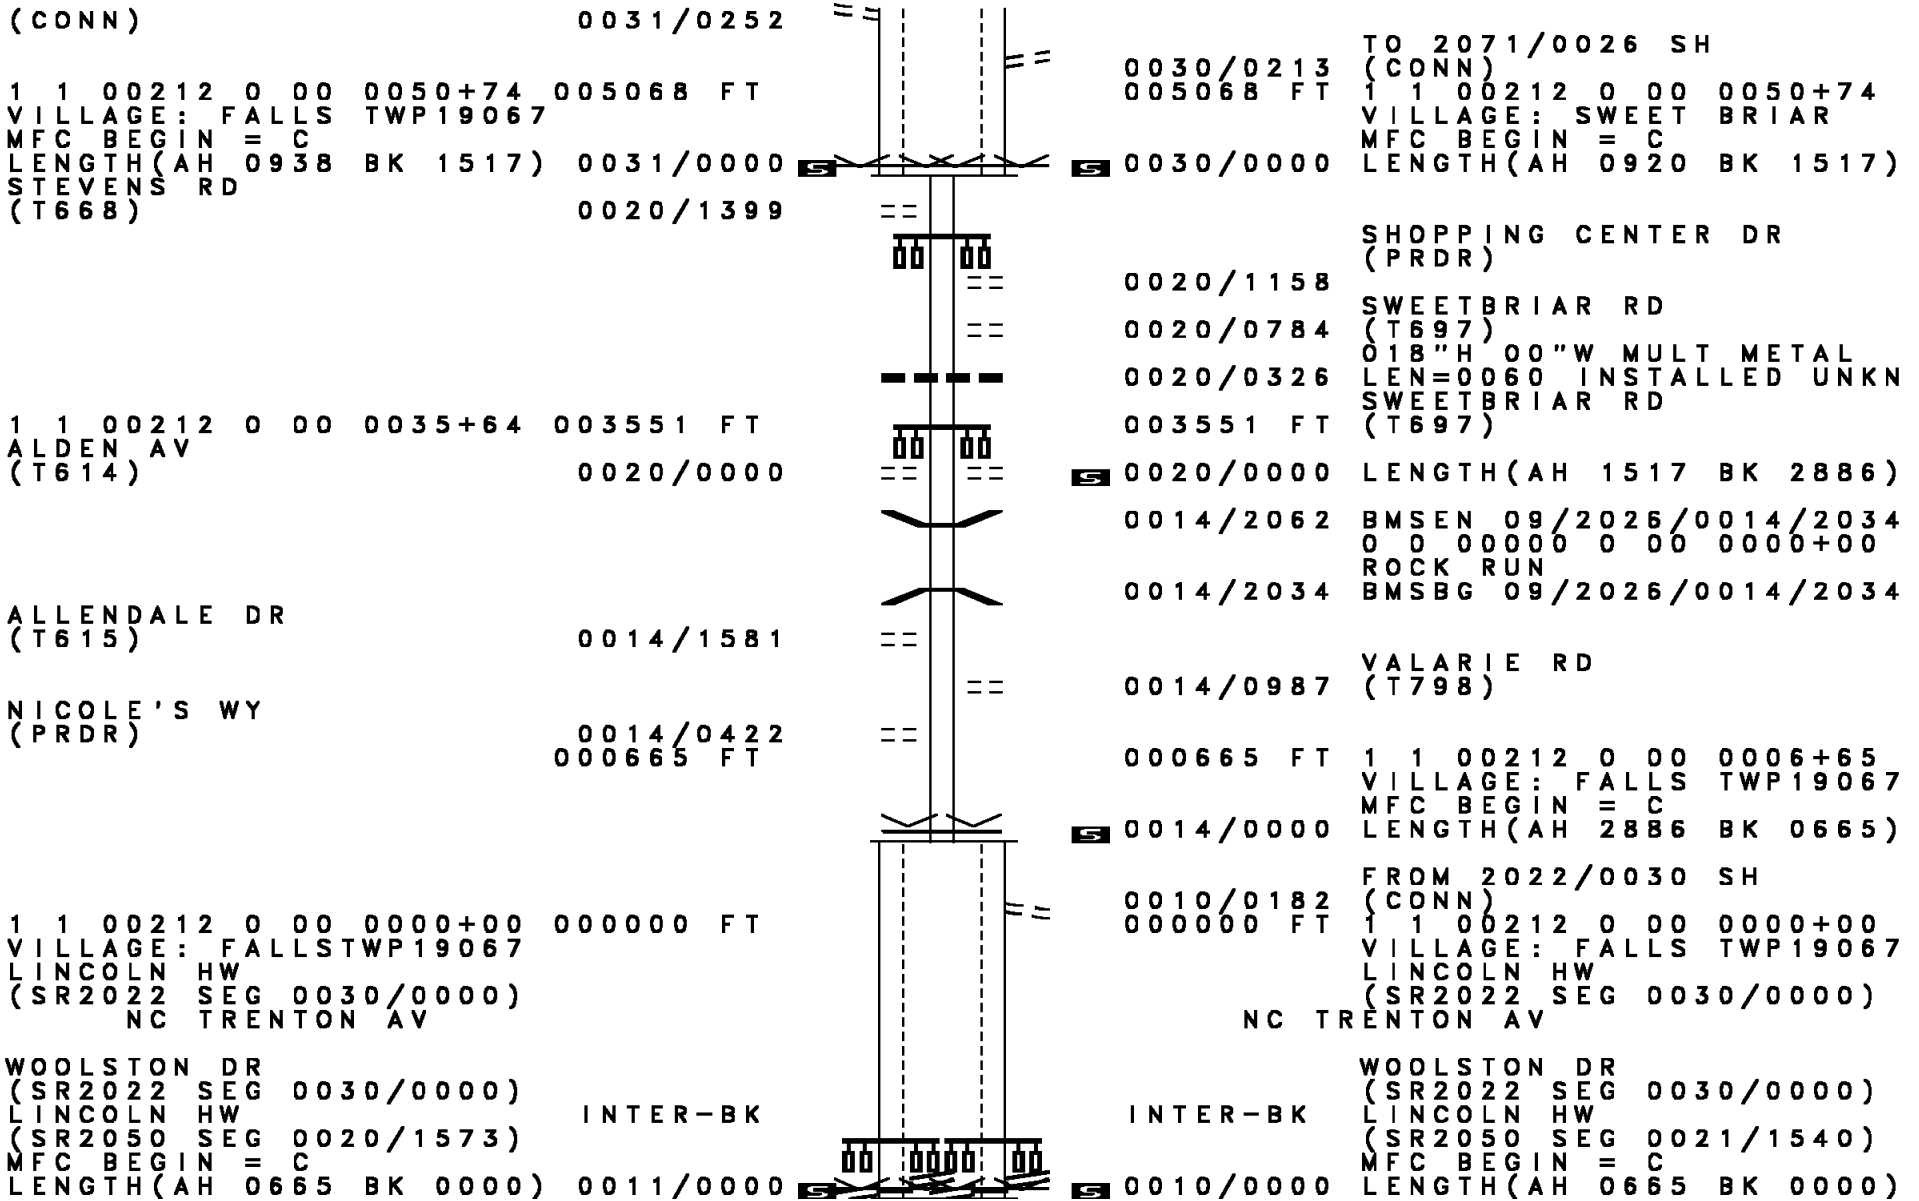 (CONN) 0031/0252
TO 2071/0026 SH
0030/0213 (CONN)
1 1 00212 0 00 0050+74 005068 FT 005068 FT 1 1 00212 0 00 0050+74
VILLAGE: FALLS TWP19067 VILLAGE: SWEET BRIAR
MFC BEGIN = C MFC BEGIN = C
LENGTH(AH 0938 BK 1517) 0031/0000 S S 0030/0000 LENGTH(AH 0920 BK 1517)
STEVENS RD
(T668) 0020/1399
SHOPPING CENTER DR
(PRDR)
0020/1158
SWEETBRIAR RD
0020/0784 (T697)
018"H 00"W MULT METAL
0020/0326 LEN=0060 INSTALLED UNKN
SWEETBRIAR RD
1 1 00212 0 00 0035+64 003551 FT 003551 FT (T697)
ALDEN AV
(T614) 0020/0000 S 0020/0000 LENGTH(AH 1517 BK 2886)
0014/2062 BMSEN 09/2026/0014/2034
0 0 00000 0 00 0000+00
ROCK RUN
0014/2034 BMSBG 09/2026/0014/2034
ALLENDALE DR
(T615) 0014/1581
VALARIE RD
0014/0987 (T798)
NICOLE'S WY
(PRDR) 0014/0422
000665 FT 000665 FT 1 1 00212 0 00 0006+65
VILLAGE: FALLS TWP19067
MFC BEGIN = C
S 0014/0000 LENGTH(AH 2886 BK 0665)
FROM 2022/0030 SH
0010/0182 (CONN)
1 1 00212 0 00 0000+00 000000 FT 000000 FT 1 1 00212 0 00 0000+00
VILLAGE: FALLSTWP19067 VILLAGE: FALLS TWP19067
LINCOLN HW LINCOLN HW
(SR2022 SEG 0030/0000) (SR2022 SEG 0030/0000)
NC TRENTON AV NC TRENTON AV
WOOLSTON DR WOOLSTON DR
(SR2022 SEG 0030/0000) (SR2022 SEG 0030/0000)
LINCOLN HW INTER-BK INTER-BK LINCOLN HW
(SR2050 SEG 0020/1573) (SR2050 SEG 0021/1540)
MFC BEGIN = C MFC BEGIN = C
LENGTH(AH 0665 BK 0000) 0011/0000 S S 0010/0000 LENGTH(AH 0665 BK 0000)